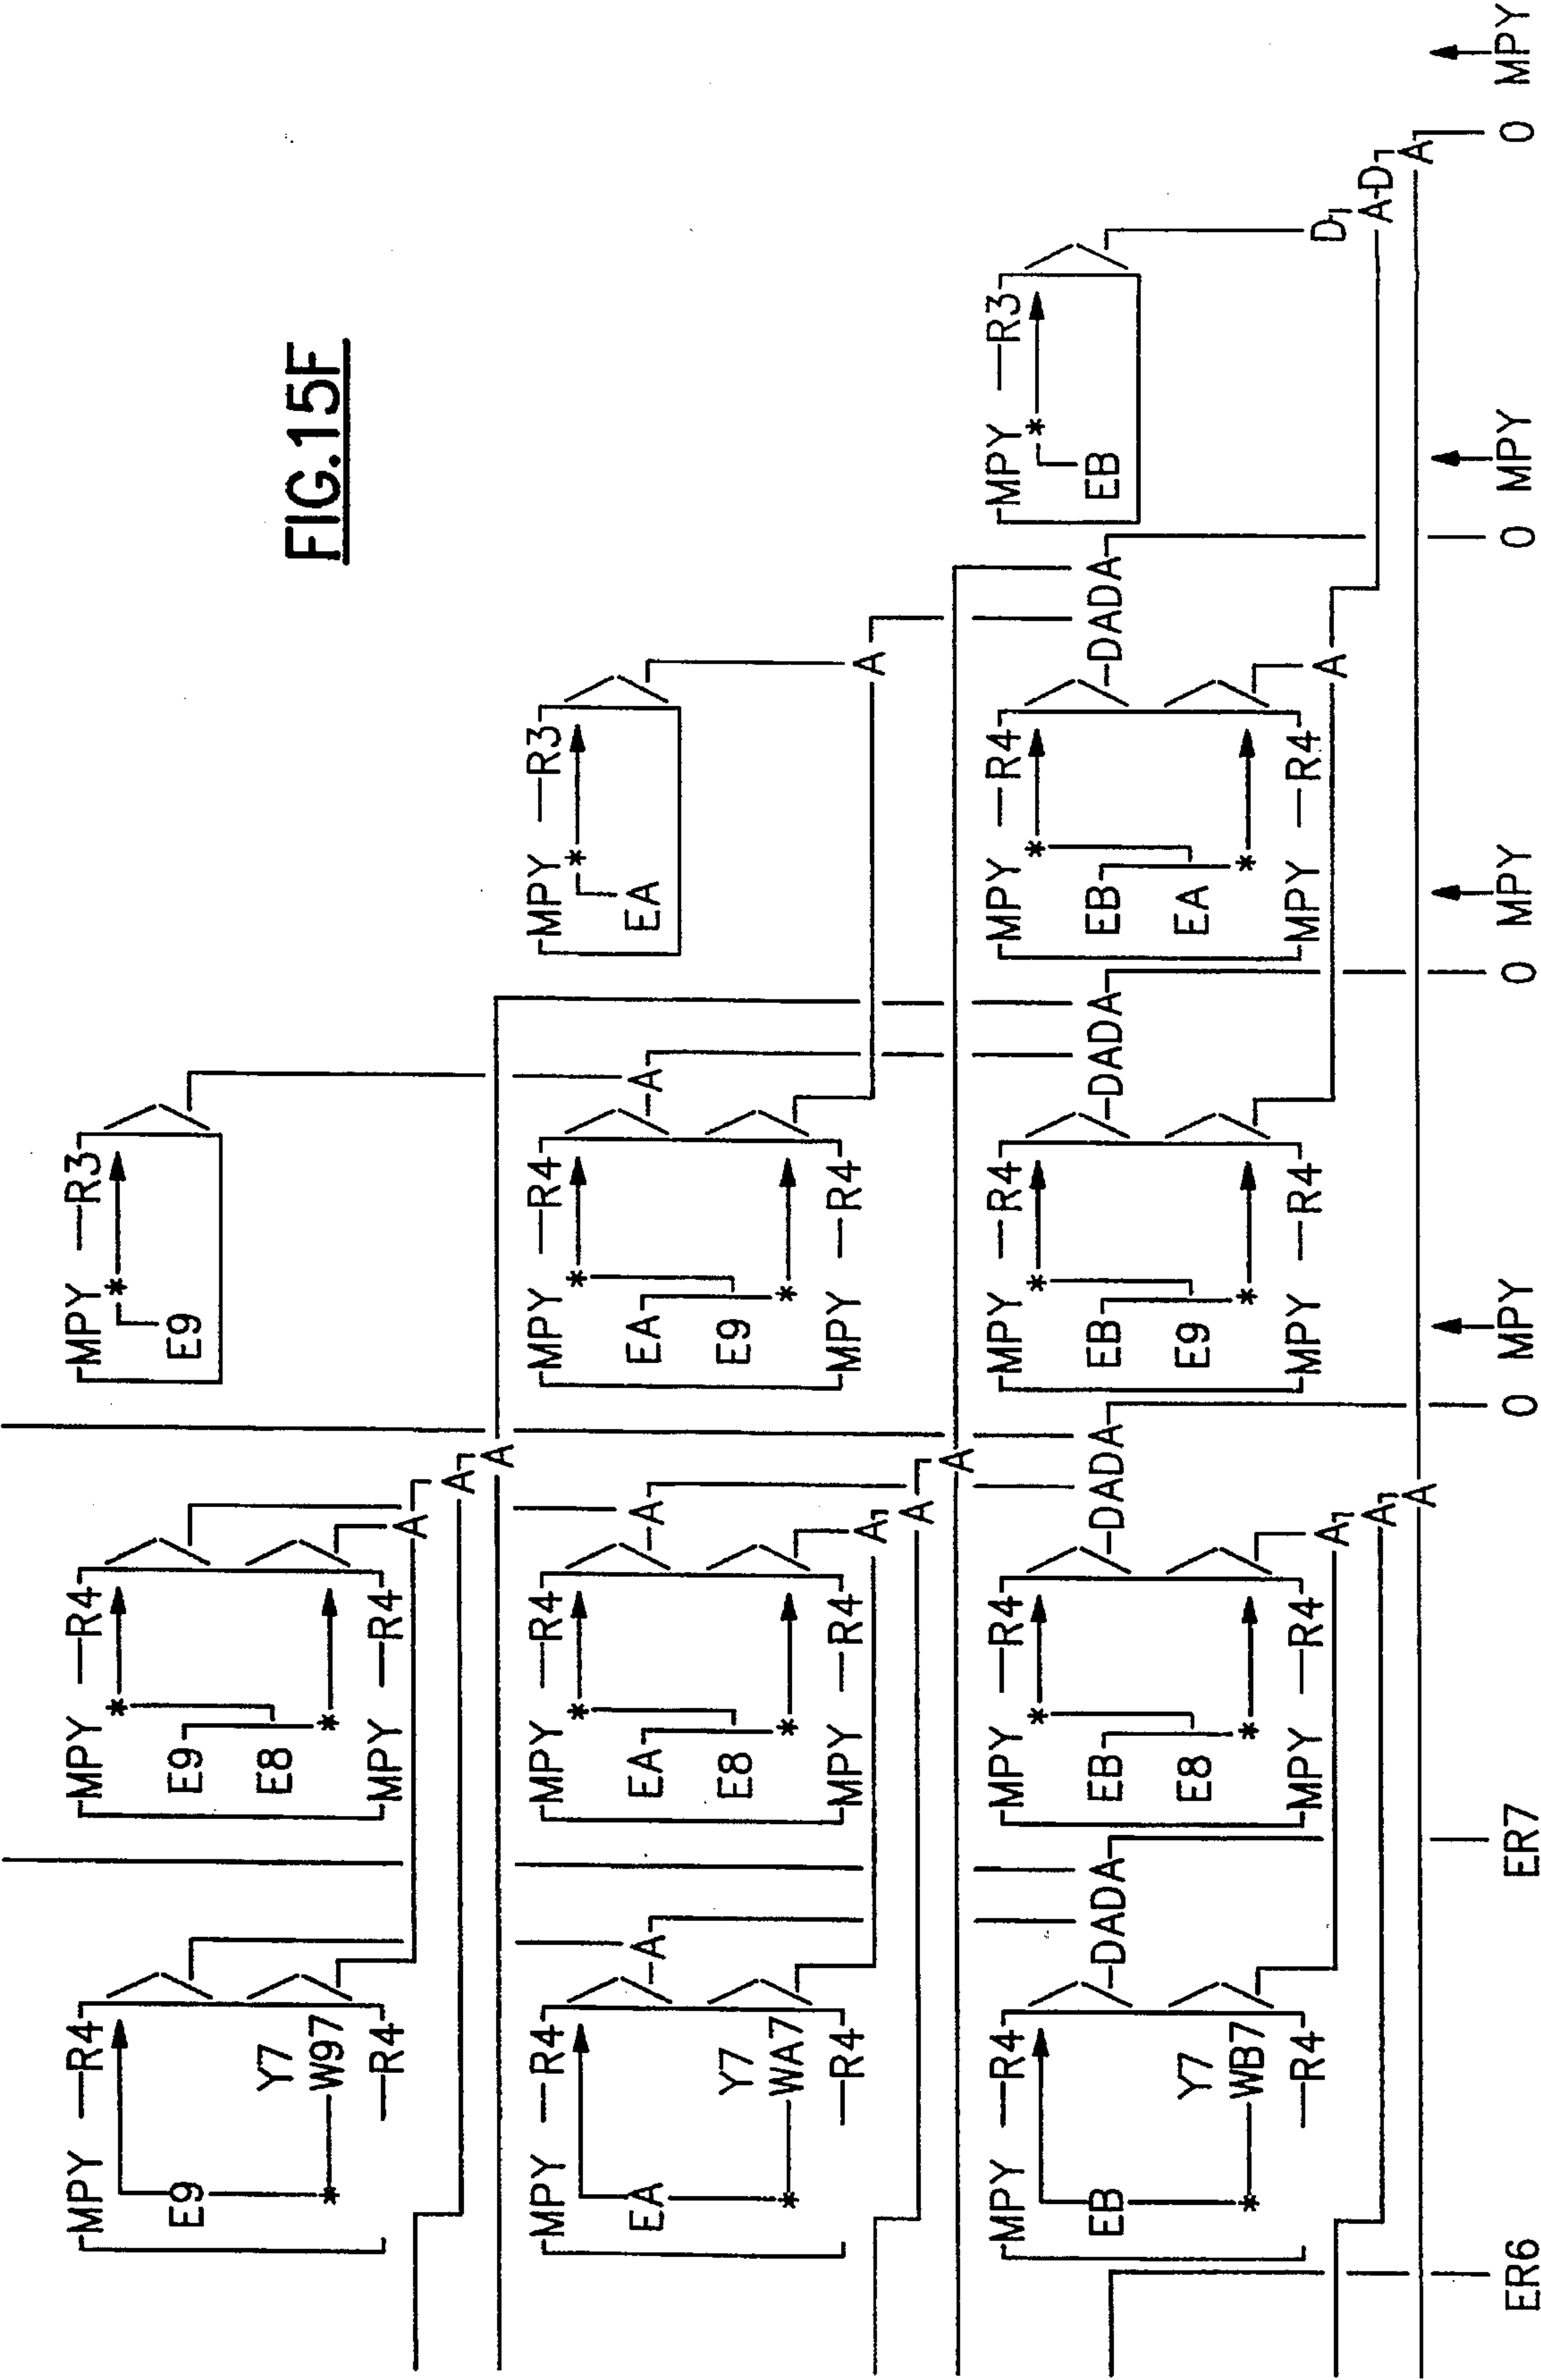 FIG.15F
MPY R4 MPY R4 MPY R3
* *
E9 E9 E9
Y7 E8
* W97 *
R4 MPY R4
A
A
A
MPY R4 MPY R4 MPY R4 MPY R3
* * *
EA A EA A EA A EA
Y7 E8 E9
* WA7 * *
R4 MPY R4 MPY R4
A A
A
A
MPY R4 MPY R4 MPY R4 MPY R4 MPY R3
* * * *
EB DADA EB DADA EB DADA EB DADA EB
Y7 E8 E9 EA
* WB7 * * *
R4 MPY R4 MPY R4 MPY R4
A A D
A A D
A A
ER6 ER7 0 MPY 0 MPY 0 MPY 0 MPY